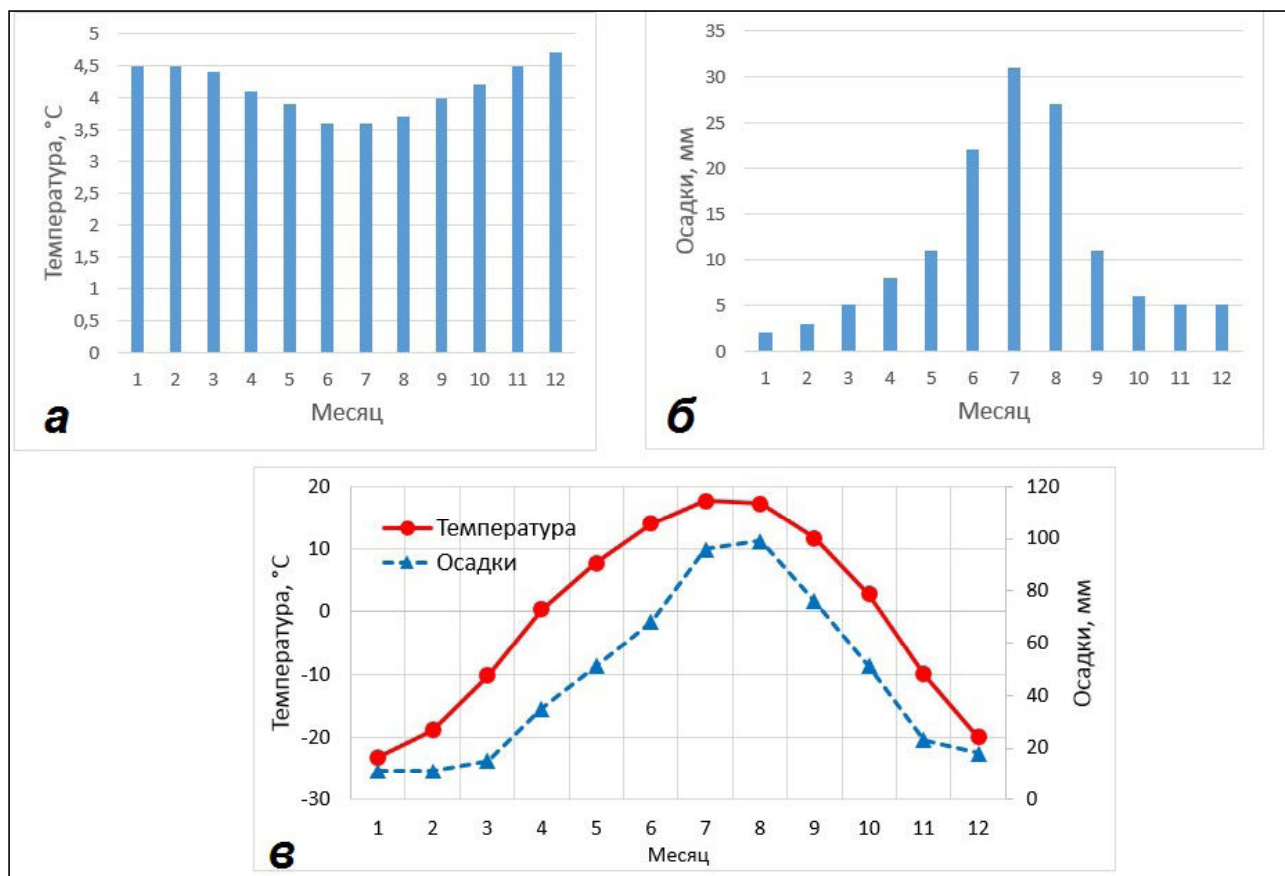 5
4,5
4
3,5
3
2,5
2
1,5
1
0,5
0
Температура, °C
1 2 3 4 5 6 7 8 9 10 11 12
Месяц
а
35
30
25
20
15
10
5
0
Осадки, мм
1 2 3 4 5 6 7 8 9 10 11 12
Месяц
б
20
10
0
-10
-20
-30
Температура, °C
Температура
Осадки
120
100
80
60
40
20
0
Осадки, мм
1 2 3 4 5 6 7 8 9 10 11 12
Месяц
в